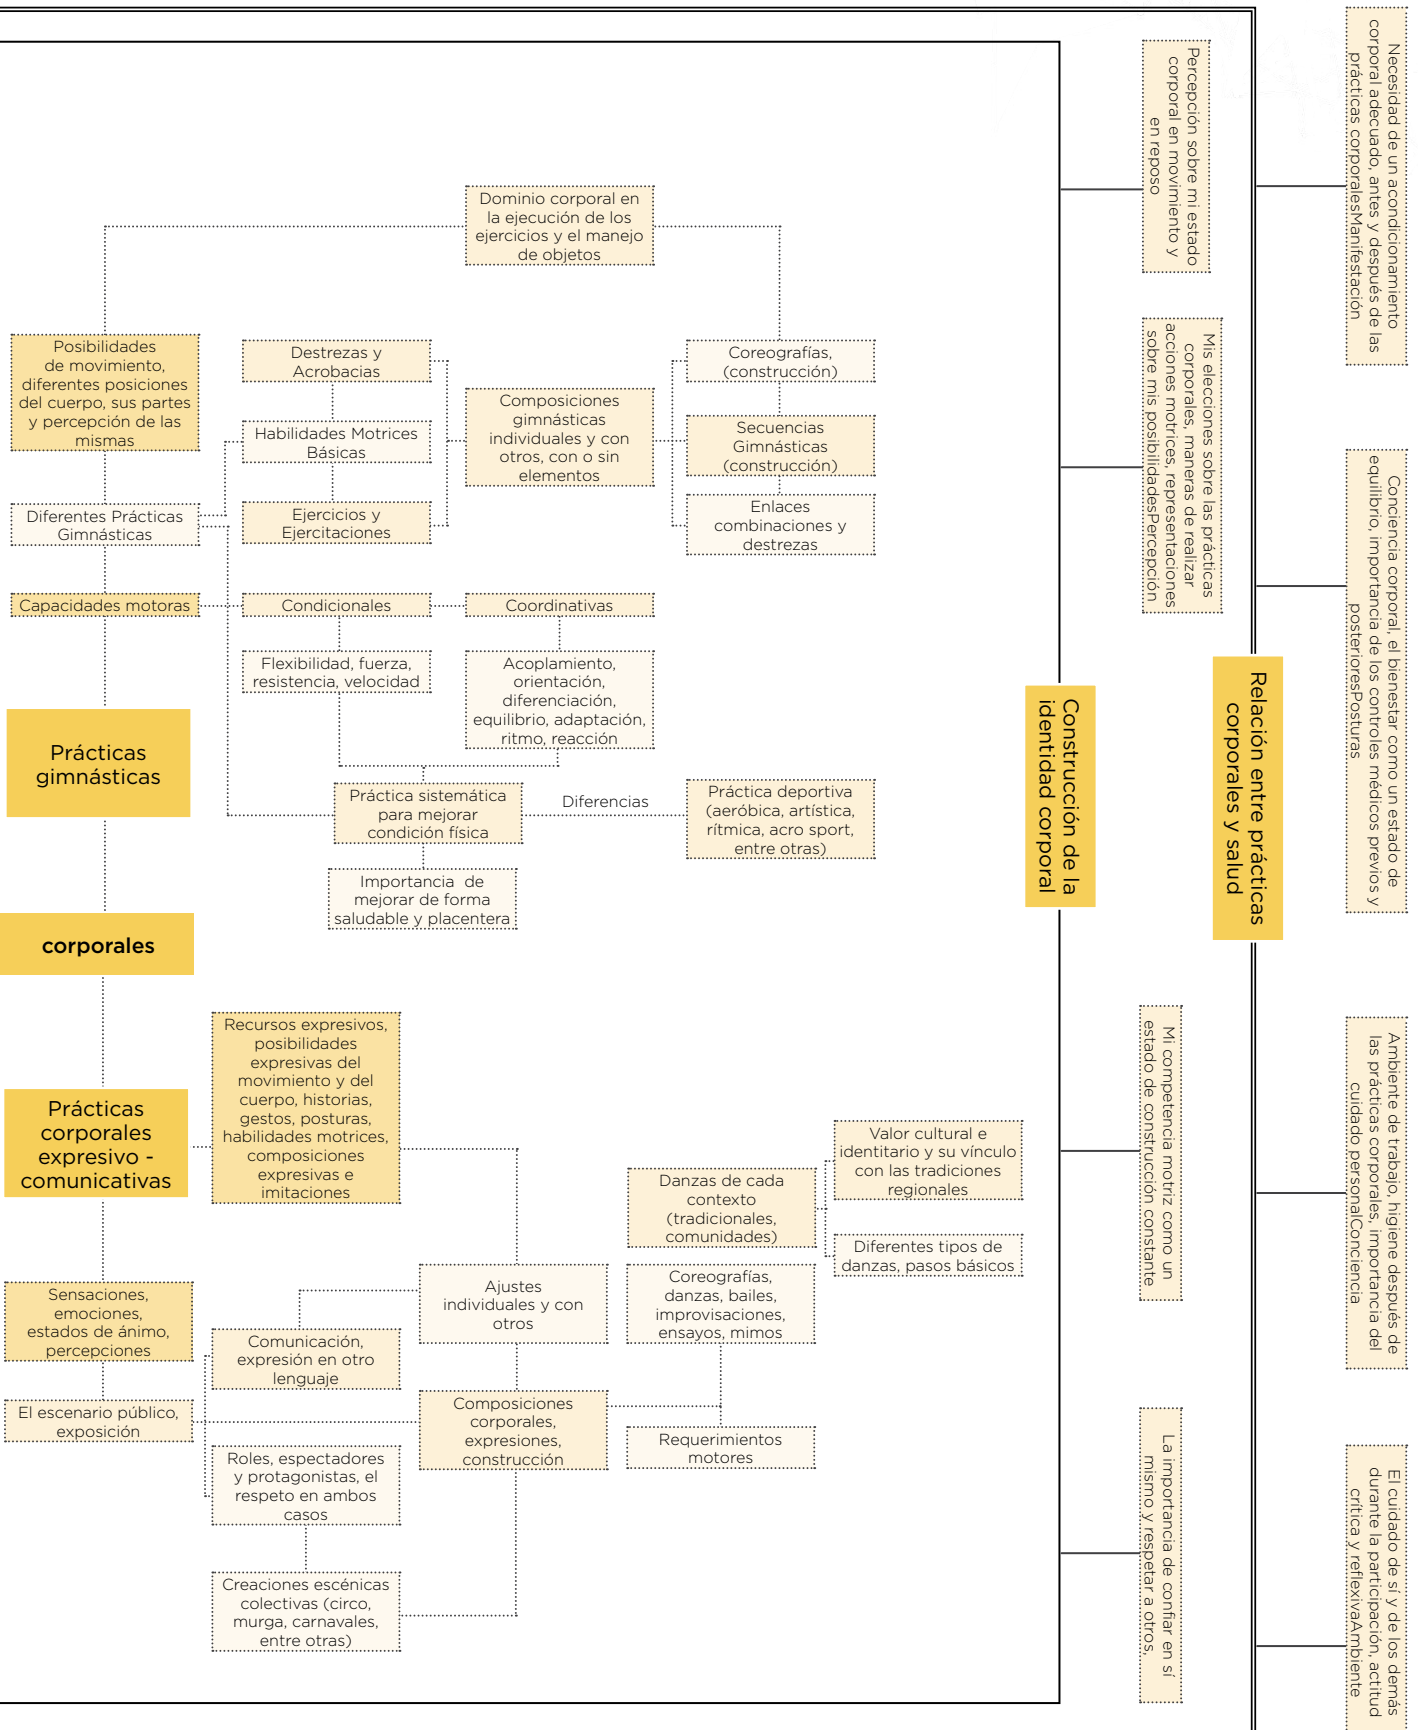 Dominio corporal en
la ejecución de los
ejercicios y el manejo
de objetos
Posibilidades
de movimiento,
diferentes posiciones
del cuerpo, sus partes
y percepción de las
mismas
Destrezas y
Acrobacias
Habilidades Motrices
Básicas
Ejercicios y
Ejercitaciones
Composiciones
gimnásticas
individuales y con
otros, con o sin
elementos
Coreografías,
(construcción)
Secuencias
Gimnásticas
(construcción)
Enlaces
combinaciones y
destrezas
Diferentes Prácticas
Gimnásticas
Capacidades motoras
Condicionales
Coordinativas
Flexibilidad, fuerza,
resistencia, velocidad
Acoplamiento,
orientación,
diferenciación,
equilibrio, adaptación,
ritmo, reacción
Prácticas
gimnásticas
Práctica sistemática
para mejorar
condición física
Diferencias
Práctica deportiva
(aeróbica, artística,
rítmica, acro sport,
entre otras)
Importancia de
mejorar de forma
saludable y placentera
corporales
Recursos expresivos,
posibilidades
expresivas del
movimiento y del
cuerpo, historias,
gestos, posturas,
habilidades motrices,
composiciones
expresivas e
imitaciones
Prácticas
corporales
expresivo -
comunicativas
Valor cultural e
identitario y su vínculo
con las tradiciones
regionales
Danzas de cada
contexto
(tradicionales,
comunidades)
Diferentes tipos de
danzas, pasos básicos
Sensaciones,
emociones,
estados de ánimo,
percepciones
Ajustes
individuales y con
otros
Coreografías,
danzas, bailes,
improvisaciones,
ensayos, mimos
Comunicación,
expresión en otro
lenguaje
El escenario público,
exposición
Composiciones
corporales,
expresiones,
construcción
Requerimientos
motores
Roles, espectadores
y protagonistas, el
respeto en ambos
casos
Creaciones escénicas
colectivas (circo,
murga, carnavales,
entre otras)
Construcción de la
identidad corporal
Percepción sobre mi estado
corporal en movimiento y
en reposo
Mis elecciones sobre las prácticas
corporales, maneras de realizar
acciones motrices, representaciones
sobre mis posibilidadesPercepción
Mi competencia motriz como un
estado de construcción constante
La importancia de confiar en sí
mismo y respetar a otros,
Relación entre prácticas
corporales y salud
Necesidad de un acondicionamiento
corporal adecuado, antes y después de las
prácticas corporalesManifestación
Conciencia corporal, el bienestar como un estado de
equilibrio, importancia de los controles médicos previos y
posterioresPosturas
Ambiente de trabajo, higiene después de
las prácticas corporales, importancia del
cuidado personalConciencia
El cuidado de sí y de los demás
durante la participación, actitud
crítica y reflexivaAmbiente